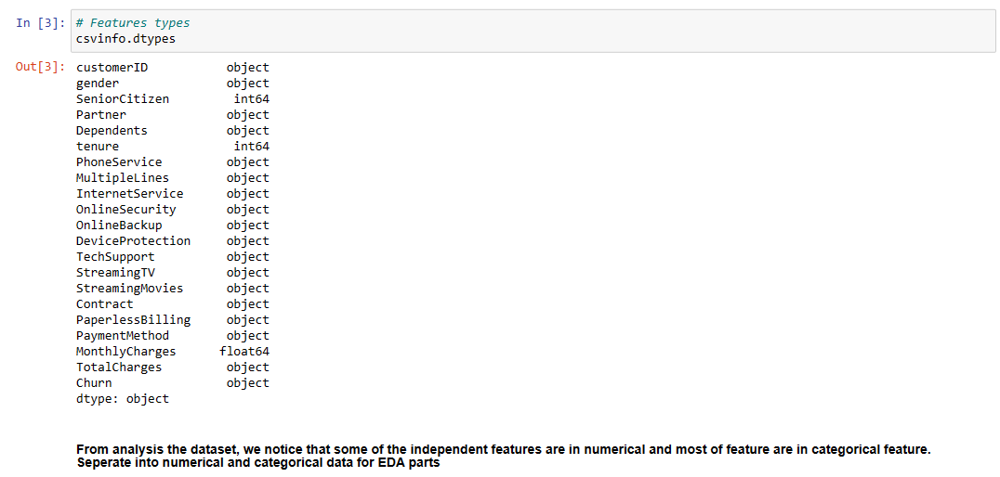 In [3]: # Features types
csvinfo.dtypes
Out[3]: customerID object
gender object
SeniorCitizen int64
Partner object
Dependents object
tenure int64
PhoneService object
MultipleLines object
InternetService object
OnlineSecurity object
OnlineBackup object
DeviceProtection object
TechSupport object
StreamingTV object
StreamingMovies object
Contract object
PaperlessBilling object
PaymentMethod object
MonthlyCharges float64
TotalCharges object
Churn object
dtype: object
From analysis the dataset, we notice that some of the independent features are in numerical and most of feature are in categorical feature.
Seperate into numerical and categorical data for EDA parts